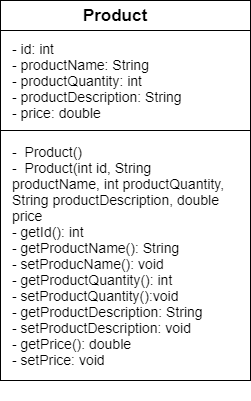 Product
- id: int
- productName: String
- productQuantity: int
- productDescription: String
- price: double
- Product()
- Product(int id, String
productName, int productQuantity,
String productDescription, double
price
- getId(): int
- getProductName(): String
- setProducName(): void
- getProductQuantity(): int
- setProductQuantity():void
- getProductDescription: String
- setProductDescription: void
- getPrice(): double
- setPrice: void